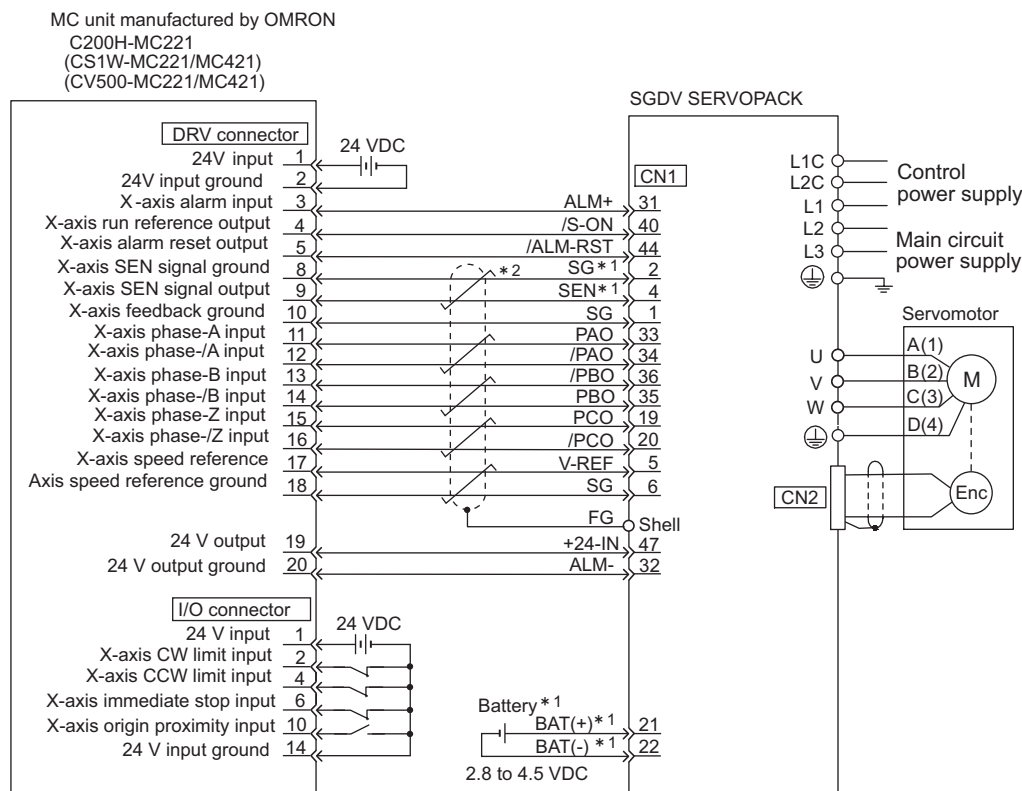 MC unit manufactured by OMRON
C200H-MC221
(CS1W-MC221/MC421)
(CV500-MC221/MC421)
SGDV SERVOPACK
DRV connector
24 VDC
24V input 1
24V input ground 2
X-axis alarm input 3 ALM+ 31
X-axis run reference output 4 /S-ON 40
X-axis alarm reset output 5 /ALM-RST 44
X-axis SEN signal ground 8 *2 SG*1 2
X-axis SEN signal output 9 SEN*1 4
X-axis feedback ground 10 SG 1
X-axis phase-A input 11 PAO 33
X-axis phase-/A input 12 /PAO 34
X-axis phase-B input 13 /PBO 36
X-axis phase-/B input 14 PBO 35
X-axis phase-Z input 15 PCO 19
X-axis phase-/Z input 16 /PCO 20
X-axis speed reference 17 V-REF 5
Axis speed reference ground 18 SG 6
FG Shell
24 V output 19 +24-IN 47
24 V output ground 20 ALM- 32
CN1
I/O connector
24 VDC
24 V input 1
X-axis CW limit input 2
X-axis CCW limit input 4
X-axis immediate stop input 6
X-axis origin proximity input 10
24 V input ground 14
Battery*1
BAT(+)*1 21
BAT(-) *1 22
2.8 to 4.5 VDC
L1C
L2C
Control
power supply
L1
L2
L3
Main circuit
power supply
Servomotor
U A(1)
V B(2)
W C(3)
D(4)
M
CN2
Enc